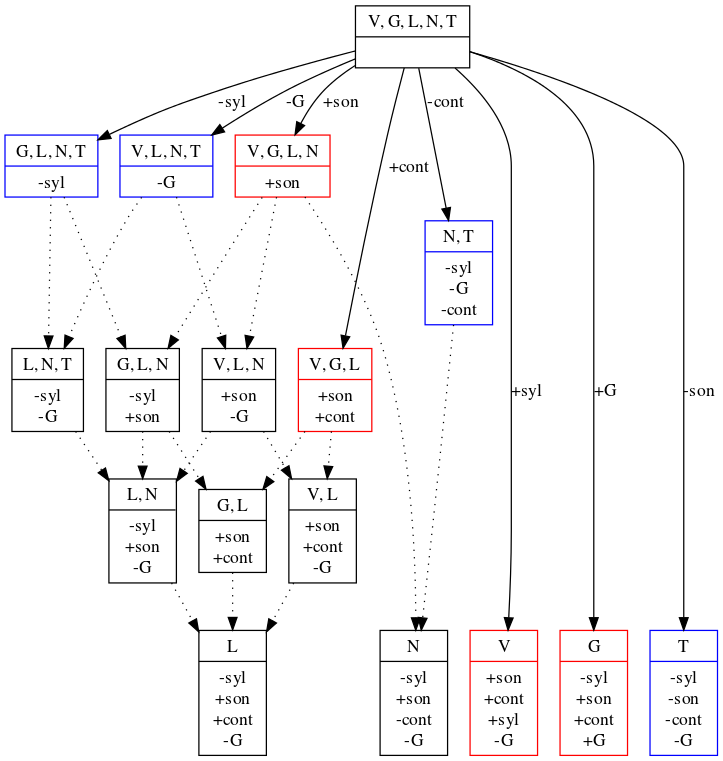 V, G, L, N, T
-syl
-G
+son
-cont
+cont
G, L, N, T
-syl
V, L, N, T
-G
V, G, L, N
+son
N, T
-syl
-G
-cont
L, N, T
-syl
-G
G, L, N
-syl
+son
V, L, N
+son
-G
V, G, L
+son
+cont
+syl
+G
-son
L, N
-syl
+son
-G
G, L
+son
+cont
V, L
+son
+cont
-G
L
-syl
+son
+cont
-G
N
-syl
+son
-cont
-G
V
+son
+cont
+syl
-G
G
-syl
+son
+cont
+G
T
-syl
-son
-cont
-G